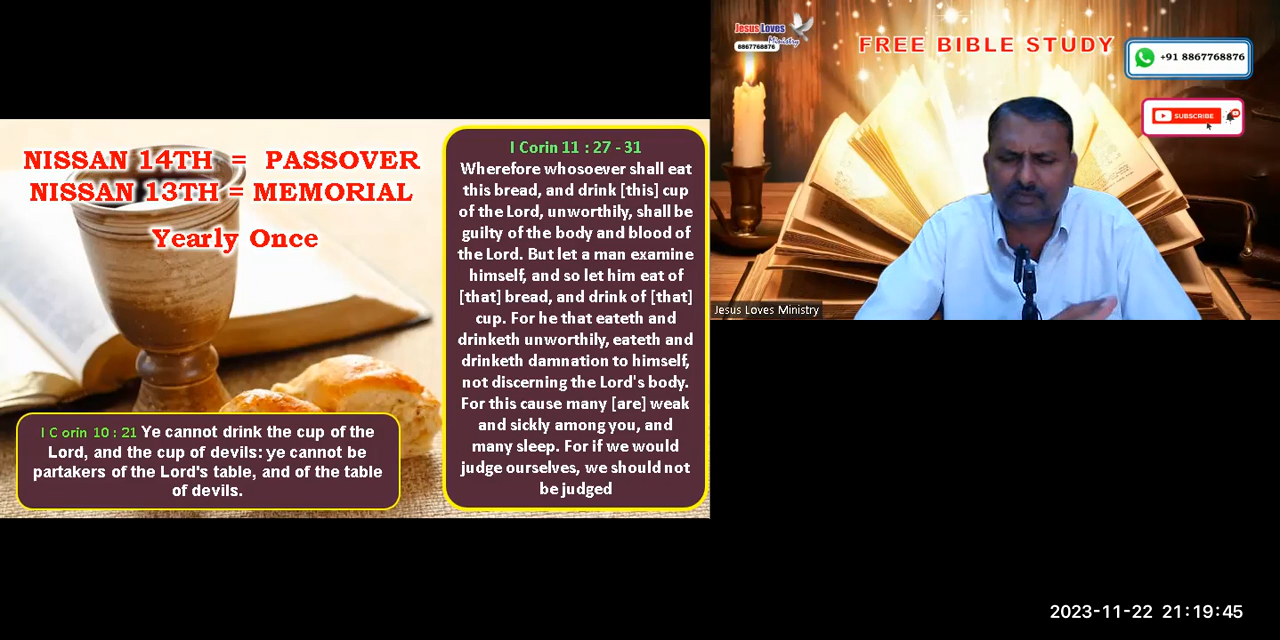 NISSAN 14TH = PASSOVER
NISSAN 13TH = MEMORIAL
Yearly Once
I Corin 10 : 21 Ye cannot drink the cup of the
Lord, and the cup of devils: ye cannot be
partakers of the Lord's table, and of the table
of devils.
I Corin 11 : 27 - 31
Wherefore whosoever shall eat
this bread, and drink [this] cup
of the Lord, unworthily, shall be
guilty of the body and blood of
the Lord. But let a man examine
himself, and so let him eat of
[that] bread, and drink of [that]
cup. For he that eateth and
drinketh unworthily, eateth and
drinketh damnation to himself,
not discerning the Lord's body.
For this cause many [are] weak
and sickly among you, and
many sleep. For if we would
judge ourselves, we should not
be judged
Jesus Loves
Ministry
8867768876
FREE BIBLE STUDY
+91 8867768876
SUBSCRIBE
Jesus Loves Ministry
2023-11-22 21:19:45